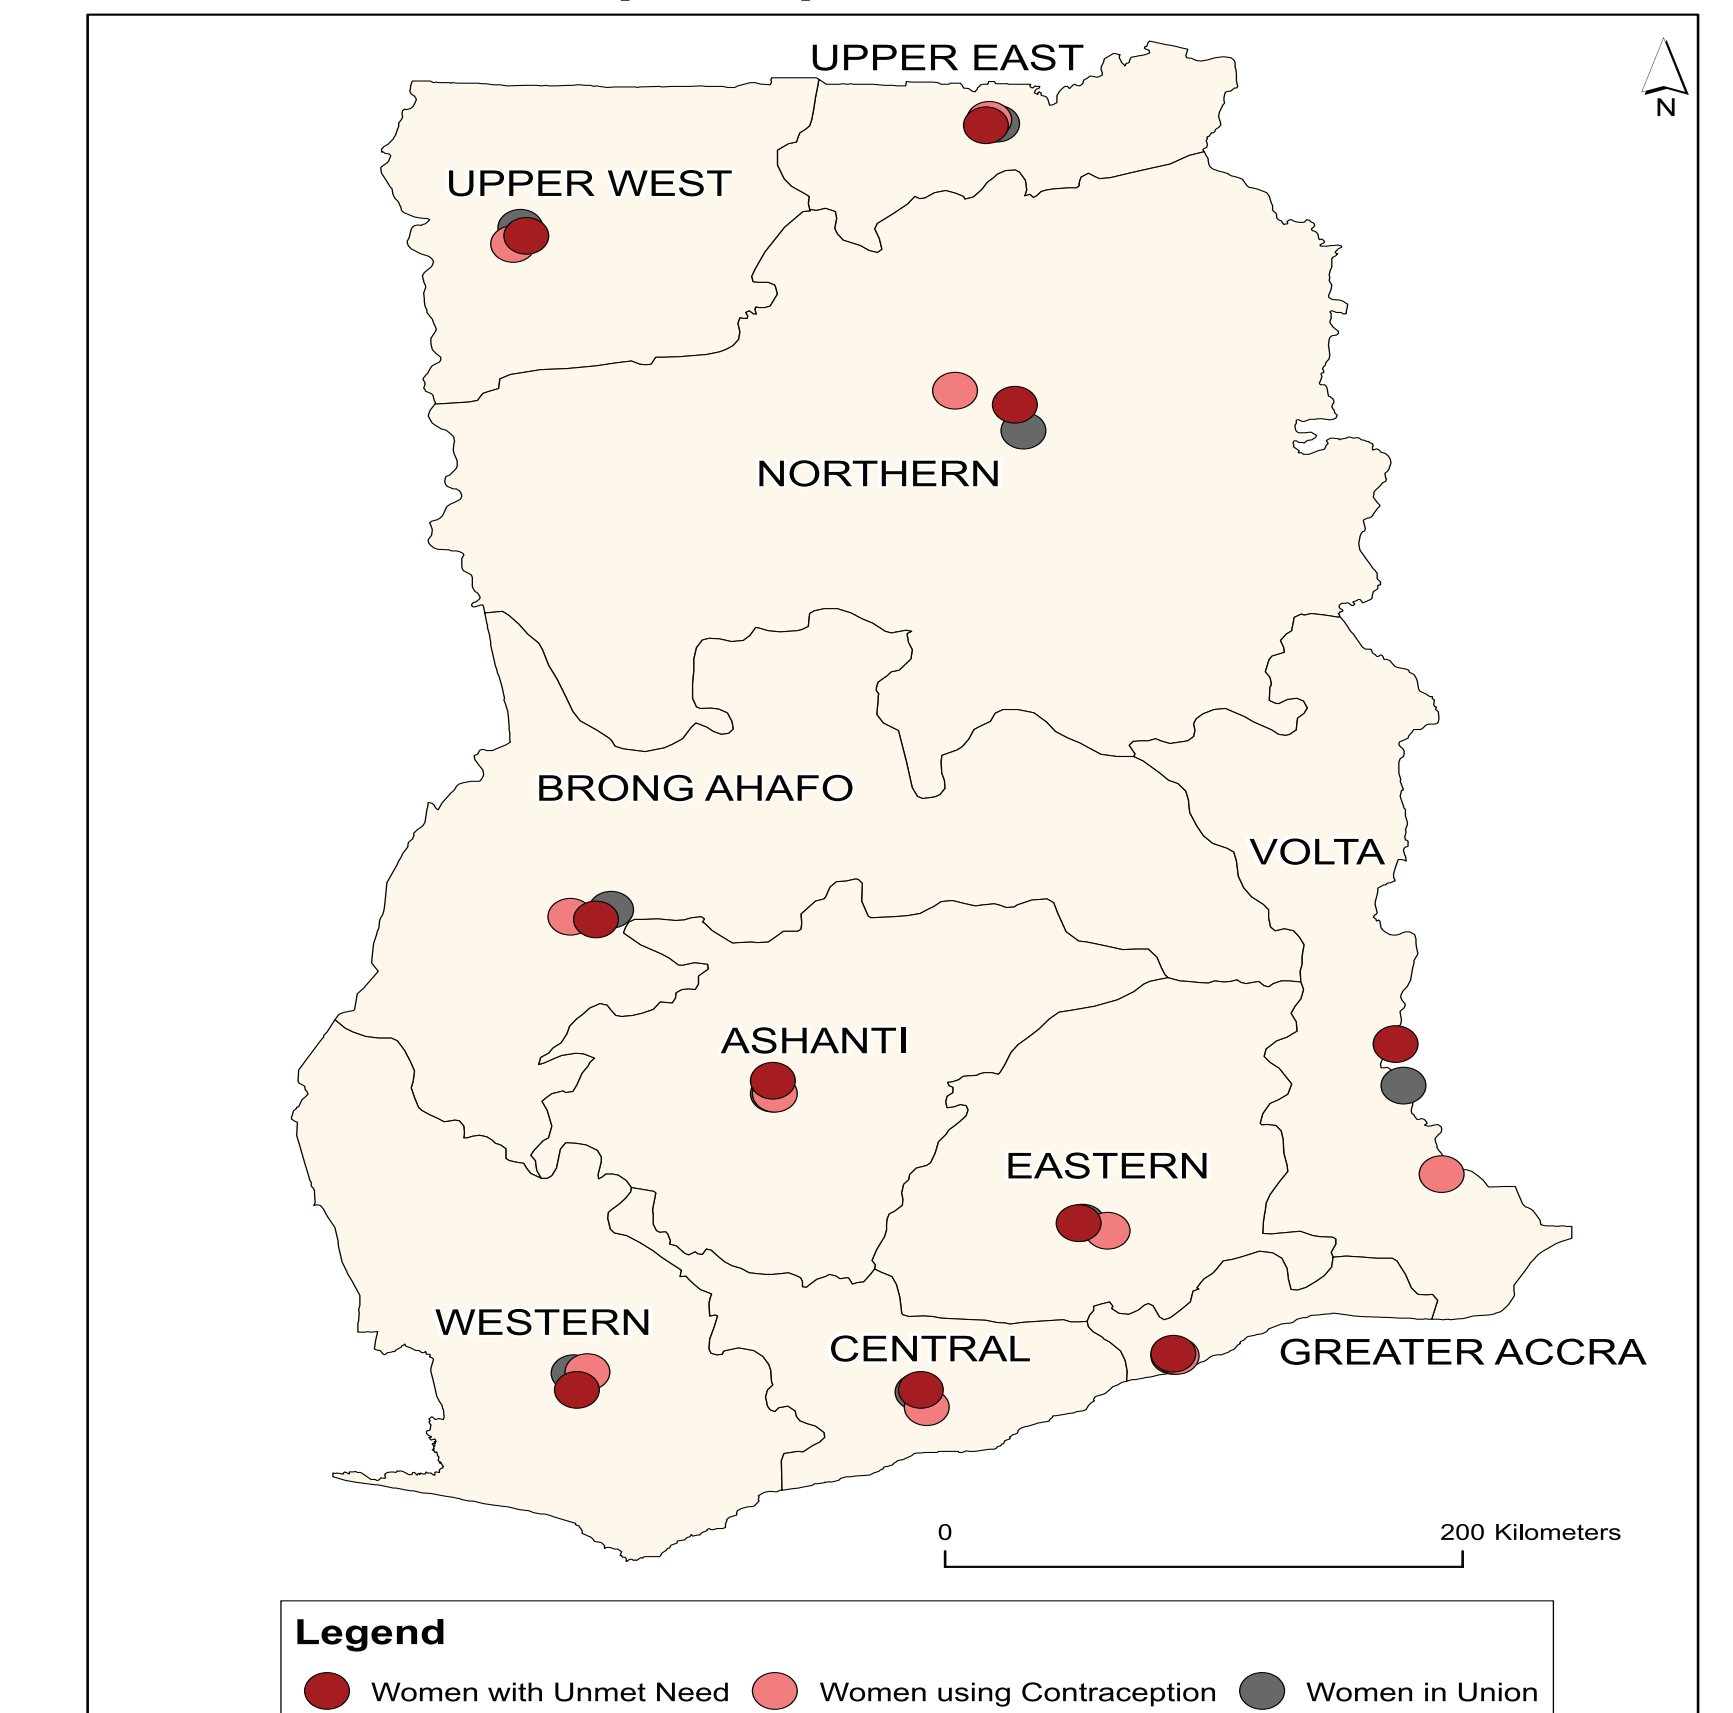 UPPER EAST
N
UPPER WEST
NORTHERN
BRONG AHAFO
VOLTA
ASHANTI
EASTERN
WESTERN
CENTRAL
GREATER ACCRA
0 200 Kilometers
Legend
Women with Unmet Need Women using Contraception Women in Union